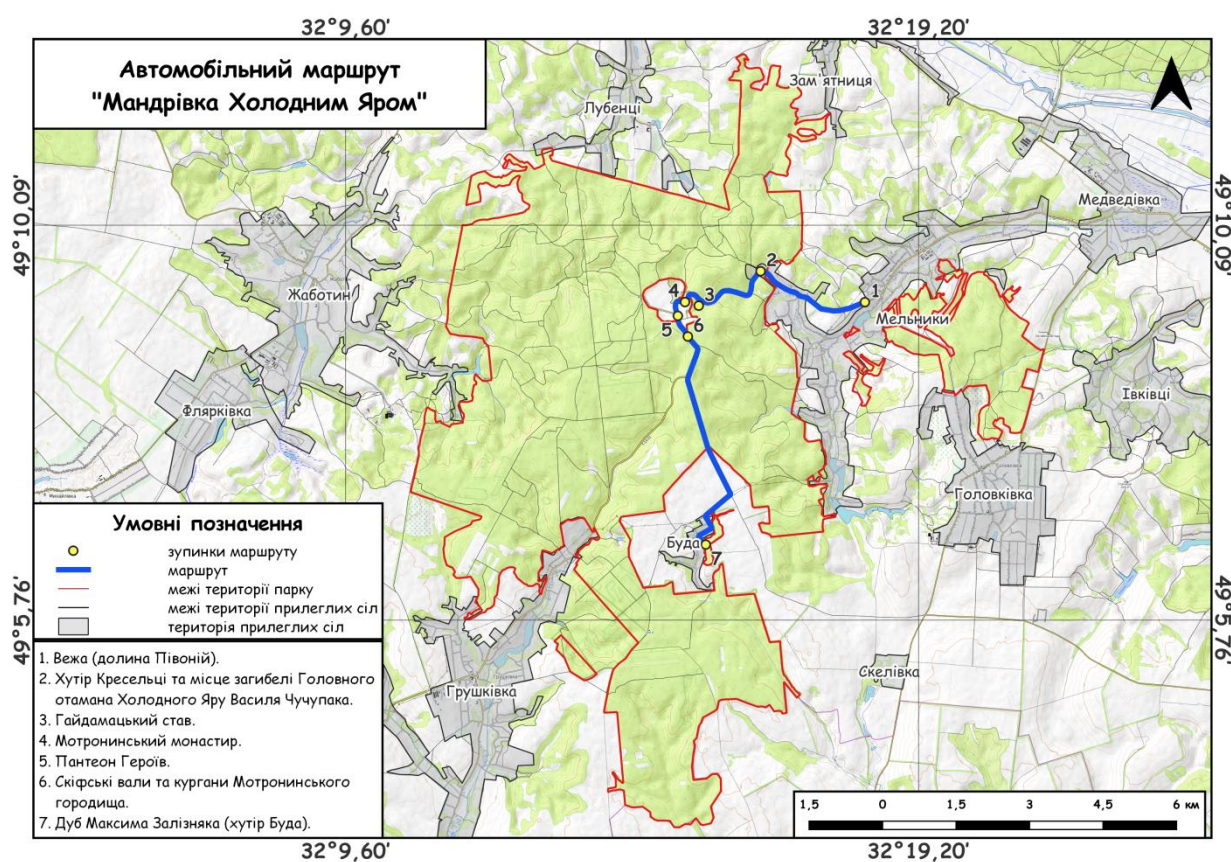 32°9,60'
32°19,20'
Автомобільний маршрут
"Мандрівка Холодним Яром"
Зам'ятниця
Лубенці
49°10,09'
49°10,09'
Медведівка
Жаботин
Мельники
1
2
3
4
5
6
Флярківка
Івківці
Головківка
Буда
7
Умовні позначення
зупинки маршруту
маршрут
межі території парку
межі території прилеглих сіл
територія прилеглих сіл
49°5,76'
49°5,76'
Грушківка
Скелівка
1. Вежа (долина Півоній).
2. Хутір Кресельці та місце загибелі Головного
отамана Холодного Яру Василя Чучупака.
3. Гайдамацький став.
4. Мотронинський монастир.
5. Пантеон Героїв.
6. Скіфські вали та кургани Мотронинського
городища.
7. Дуб Максима Залізняка (хутір Буда).
1,5 0 1,5 3 4,5 6 км
32°9,60'
32°19,20'